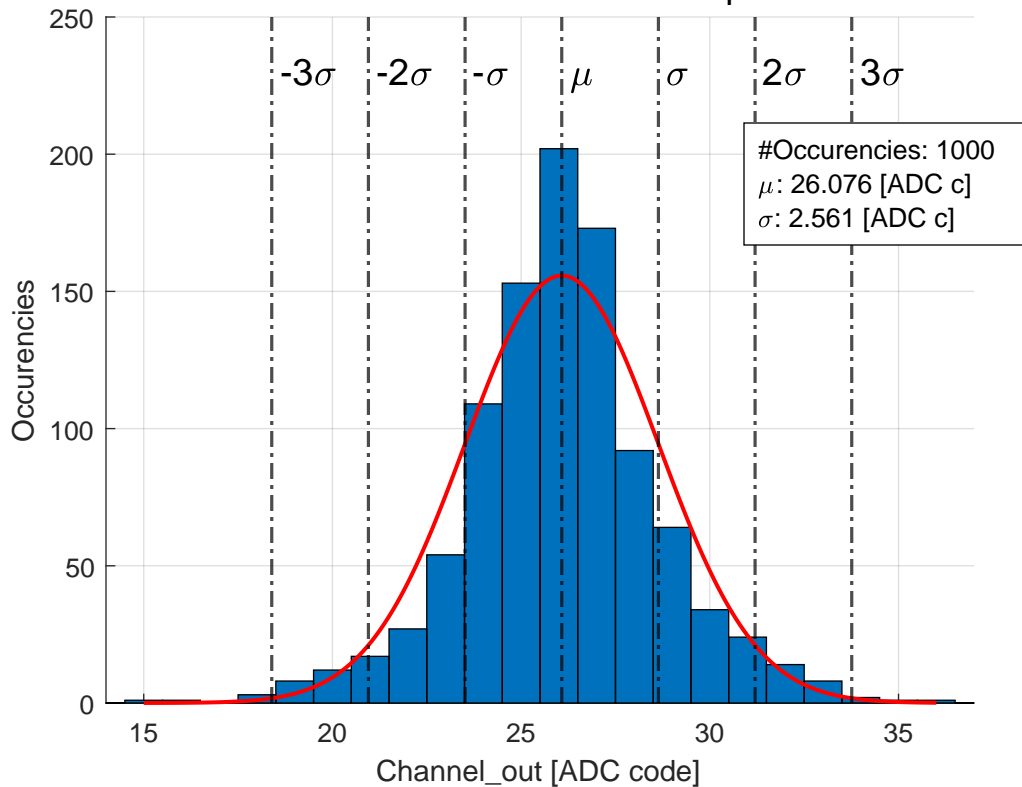 250
200
150
100
50
0
-3σ
-2σ
-σ
μ
σ
2σ
3σ
#Occurencies: 1000
μ: 26.076 [ADC c]
σ: 2.561 [ADC c]
Occurencies
15
20
25
30
35
Channel_out [ADC code]